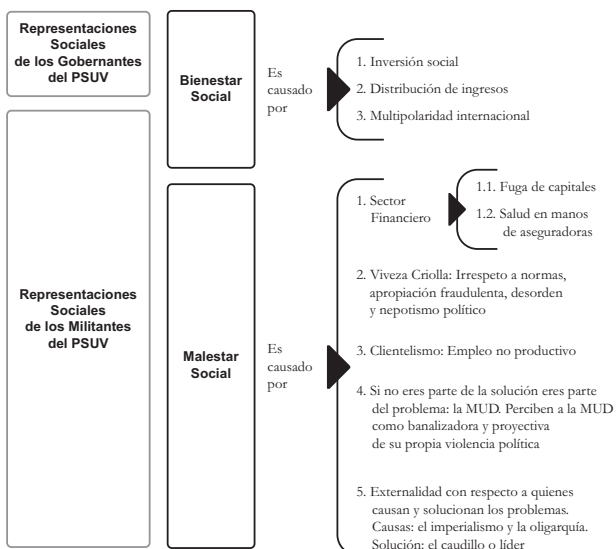 Representaciones
Sociales
de los Gobernantes
del PSUV
Bienestar
Social
Es
causado
por
1. Inversión social
2. Distribución de ingresos
3. Multipolaridad internacional
Representaciones
Sociales
de los Militantes
del PSUV
Malestar
Social
Es
causado
por
1. Sector
Financiero
1.1. Fuga de capitales
1.2. Salud en manos
de aseguradoras
2. Viveza Criolla: Irrespeto a normas,
apropiación fraudulenta, desorden
y nepotismo político
3. Clientelismo: Empleo no productivo
4. Si no eres parte de la solución eres parte
del problema: la MUD. Perciben a la MUD
como banalizadora y proyectiva
de su propia violencia política
5. Externalidad con respecto a quienes
causan y solucionan los problemas.
Causas: el imperialismo y la oligarquía.
Solución: el caudillo o líder